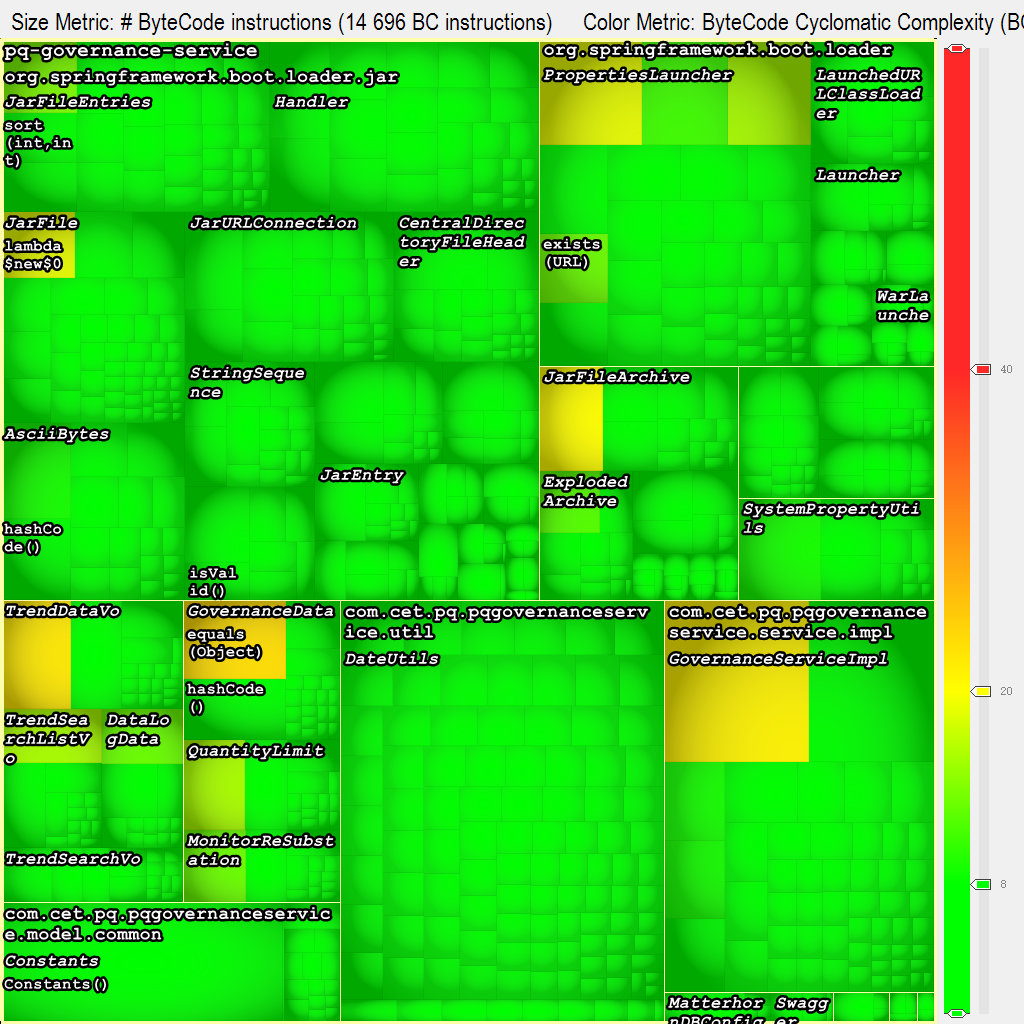 Size Metric: # ByteCode instructions (14 696 BC instructions)
Color Metric: ByteCode Cyclomatic Complexity (BC
pq-governance-service
org.springframework.boot.loader.jar
JarFileEntries
sort
(int,in
t)
Handler
JarFile
lambda
$new$0
JarURLConnection
CentralDirec
toryFileHead
er
StringSeque
nce
AsciiBytes
hashCo
de()
JarEntry
isVal
id()
org.springframework.boot.loader
PropertiesLauncher
LaunchedUR
LClassLoad
er
Launcher
exists
(URL)
WarLa
unche
JarFileArchive
Exploded
Archive
SystemPropertyUti
ls
TrendDataVo
GovernanceData
equals
(Object)
hashCode
()
TrendSea
rchListV
o
DataLo
gData
QuantityLimit
MonitorReSubst
ation
TrendSearchVo
com.cet.pq.pqgovernanceservic
e.model.common
Constants
Constants()
com.cet.pq.pqgovernanceserv
ice.util
DateUtils
com.cet.pq.pqgovernance
service.service.impl
GovernanceServiceImpl
Matterhor
nDBConfig
Swagg
er
40
20
8